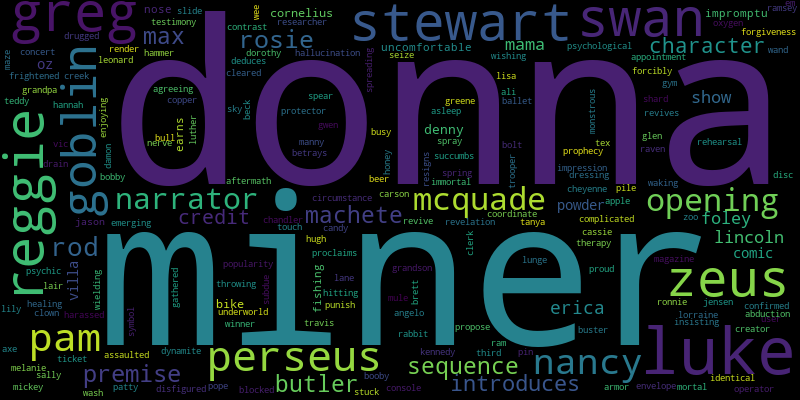 greg
nose
slide
cornelius
stewart
wee
swan
impromptu
em
ramsey
testimony
researcher
oxygen
max
contrast
rosie
mama
uncomfortable
character
forgiveness
drugged
render
hammer
hallucination
psychological
wand
maze
concert
leonard
deduces
dorothy
wishing
appointment
oz
cleared
seize
lisa
forcibly
show
frightened
creek
grandpa
sky
spear
ali
ballet
gym
shard
revives
teddy
hannah
agreeing
copper
beck
protector
asleep
greene
monstrous
prophecy
goblin
enjoying
earns
luther
spreading
denny
spray
busy
tex
glen
rehearsal
donna
reggie
vic
damon
bull
nerve
gwen
manny
bolt
raven
drain
betrays
succumbs
trooper
impression
disc
bobby
aftermath
honey
spring
dressing
waking
narrator
beer
carson
immortal
resigns
cheyenne
pile
apple
mcquade
powder
opening
circumstance
complicated
jason
credit
chandler
machete
revive
coordinate
cassie
zoo
foley
lincoln
emerging
touch
candy
revelation
tanya
therapy
comic
rod
villa
hugh
clerk
miner
psychic
gathered
popularity
proclaims
lunge
proud
magazine
zeus
lair
wielding
throwing
subdue
fishing
lane
grandson
ronnie
jensen
confirmed
lily
healing
harassed
bike
hitting
mule
brett
erica
lorraine
abduction
clown
symbol
underworld
punish
insisting
user
creator
winner
travis
angelo
buster
axe
pam
ticket
assaulted
dynamite
rabbit
propose
nancy
luke
perseus
kennedy
ram
third
pin
melanie
sally
premise
butler
booby
sequence
identical
mickey
patty
pope
blocked
console
introduces
armor
envelope
mortal
wash
disfigured
stuck
operator